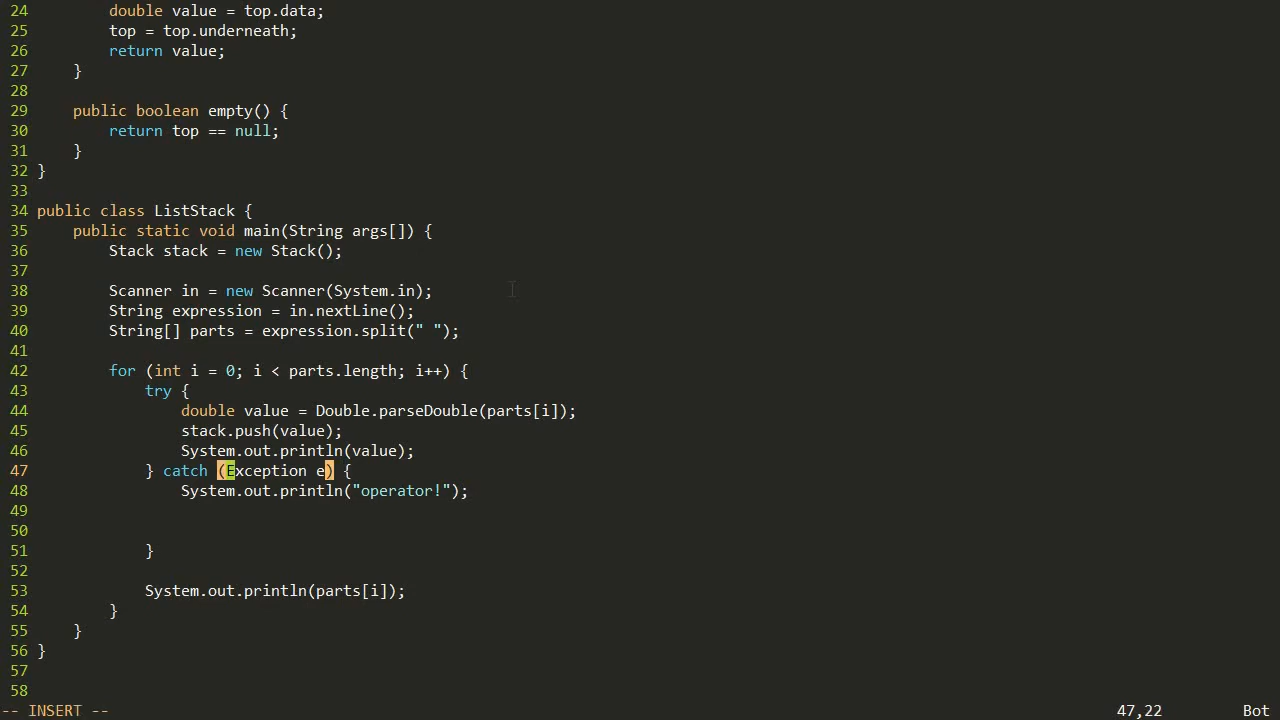 24         double value = top.data;
25         top = top.underneath;
26         return value;
27     }
28
29     public boolean empty() {
30         return top == null;
31     }
32 }
33
34 public class ListStack {
35     public static void main(String args[]) {
36         Stack stack = new Stack();
37
38         Scanner in = new Scanner(System.in);
39         String expression = in.nextLine();
40         String[] parts = expression.split(" ");
41
42         for (int i = 0; i < parts.length; i++) {
43             try {
44                 double value = Double.parseDouble(parts[i]);
45                 stack.push(value);
46                 System.out.println(value);
47             } catch (Exception e) {
48                 System.out.println("operator!");
49
50
51             }
52
53             System.out.println(parts[i]);
54         }
55     }
56 }
57
58
-- INSERT -- 47,22 Bot